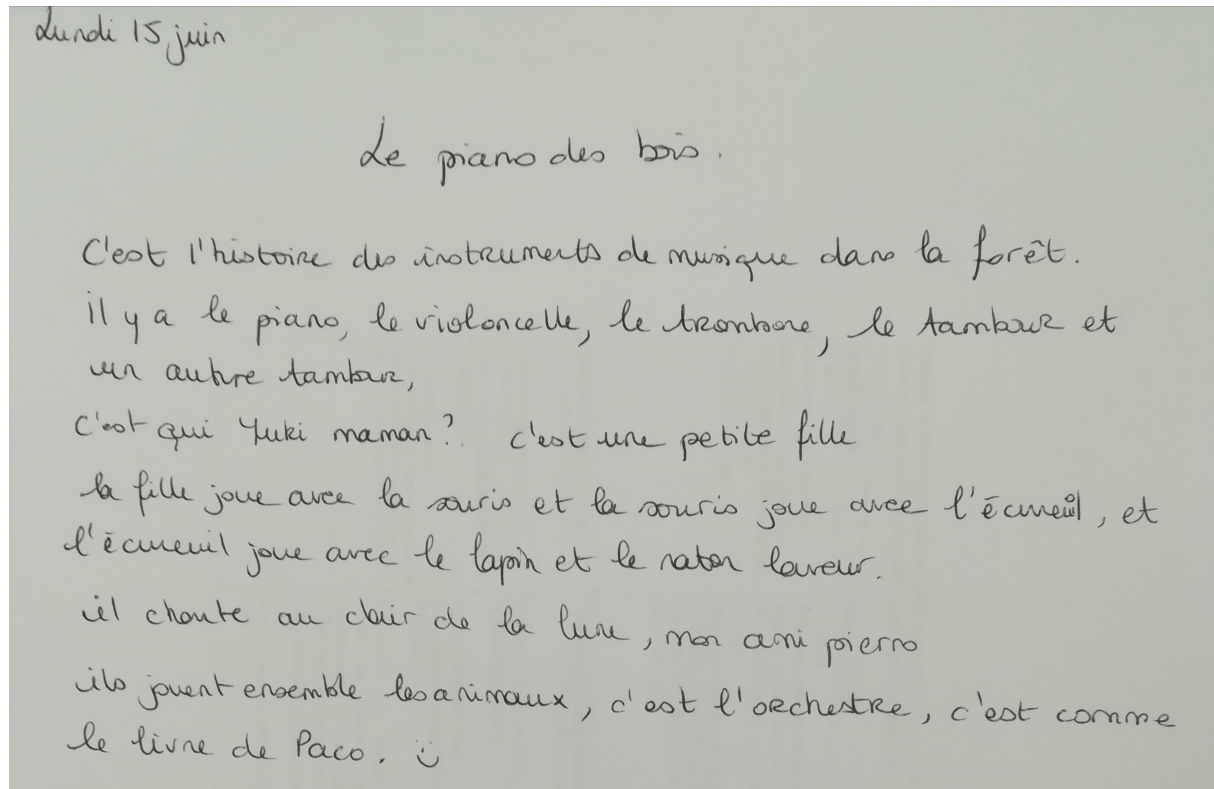 Lundi 15 juin
Le piano des bois.
C'est l'histoire des instruments de musique dans la forêt.
il y a le piano, le violoncelle, le trombone, le tambour et
un autre tambour,
c'est qui Yuki maman ? c'est une petite fille
la fille joue avec la souris et la souris joue avec l'écureuil, et
l'écureuil joue avec le lapin et le raton laveur.
il chante au clair de la lune, mon ami pierro
ils jouent ensemble les animaux, c'est l'orchestre, c'est comme
le livre de Paco. :)